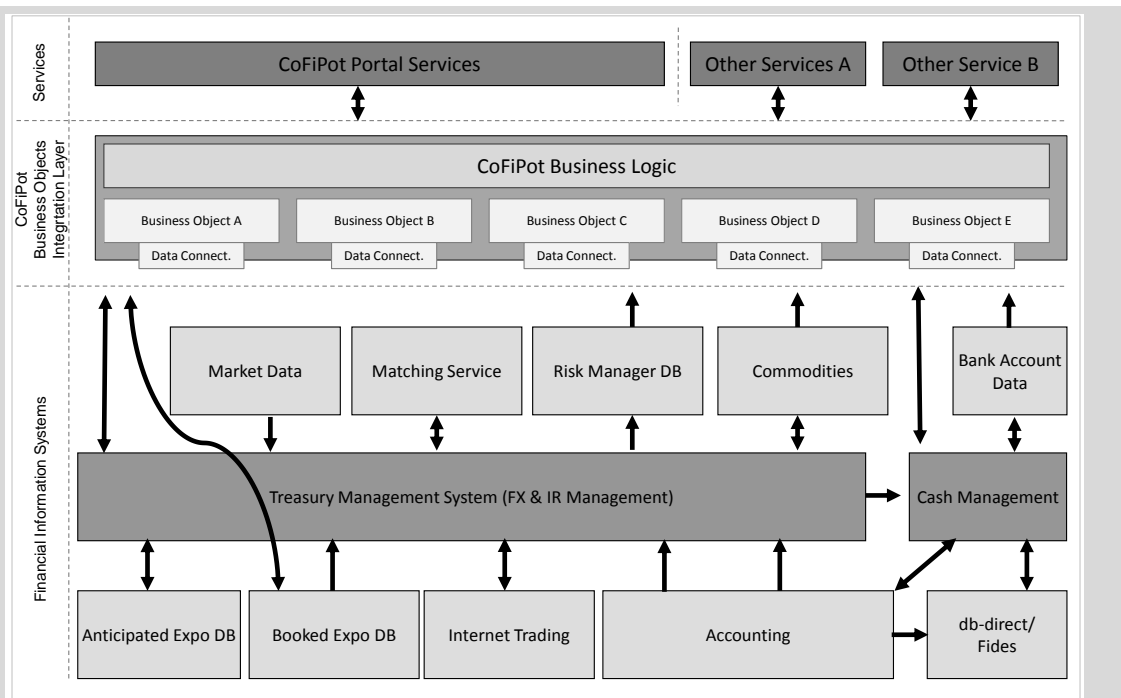 Services
CoFiPot Portal Services
Other Services A
Other Service B
CoFiPot
Business Objects
Integrtation Layer
CoFiPot Business Logic
Business Object A
Business Object B
Business Object C
Business Object D
Business Object E
Data Connect.
Data Connect.
Data Connect.
Data Connect.
Data Connect.
Financial Information Systems
Market Data
Matching Service
Risk Manager DB
Commodities
Bank Account
Data
Treasury Management System (FX & IR Management)
Cash Management
Anticipated Expo DB
Booked Expo DB
Internet Trading
Accounting
db-direct/
Fides